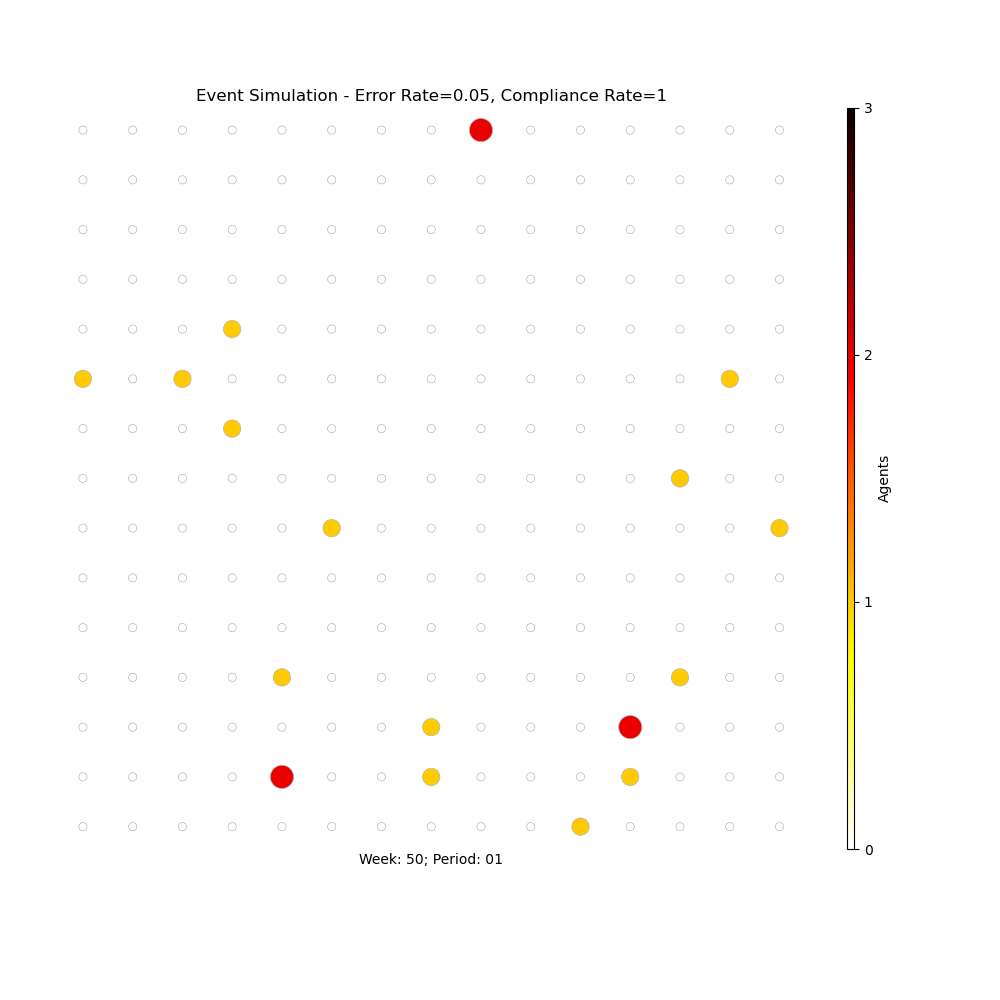 Event Simulation - Error Rate=0.05, Compliance Rate=1
3
2
Agents
1
0
Week: 50; Period: 01